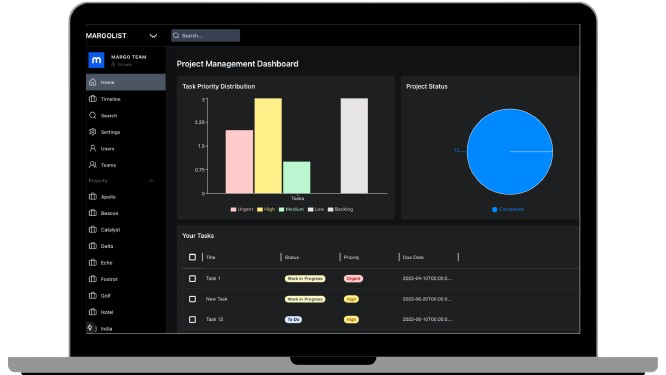 MARGOLIST
Search...
m
MARGO TEAM
Private
Home
Timeline
Search
Settings
Users
Teams
Projects
Apollo
Beacon
Catalyst
Delta
Echo
Foxtrot
Golf
Hotel
India
Project Management Dashboard
Task Priority Distribution
3
2.25
1.5
0.75
0
Tasks
Urgent High Medium Low Backlog
Project Status
Completed
Your Tasks
Title Status Priority Due Date
Task 1 Work in Progress Urgent 2023-04-10T00:00:0...
New Task Work in Progress High 2023-06-20T00:00:0...
Task 12 To Do High 2023-05-10T00:00:0...